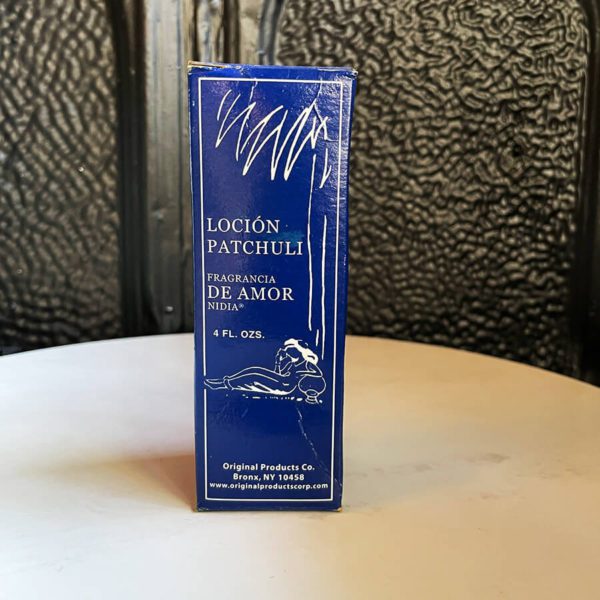 LOCIÓN
PATCHULI
FRAGRANCIA
DE AMOR
NIDIA®
4 FL. OZS.
Original Products Co.
Bronx, NY 10458
www.originalproductscorp.com